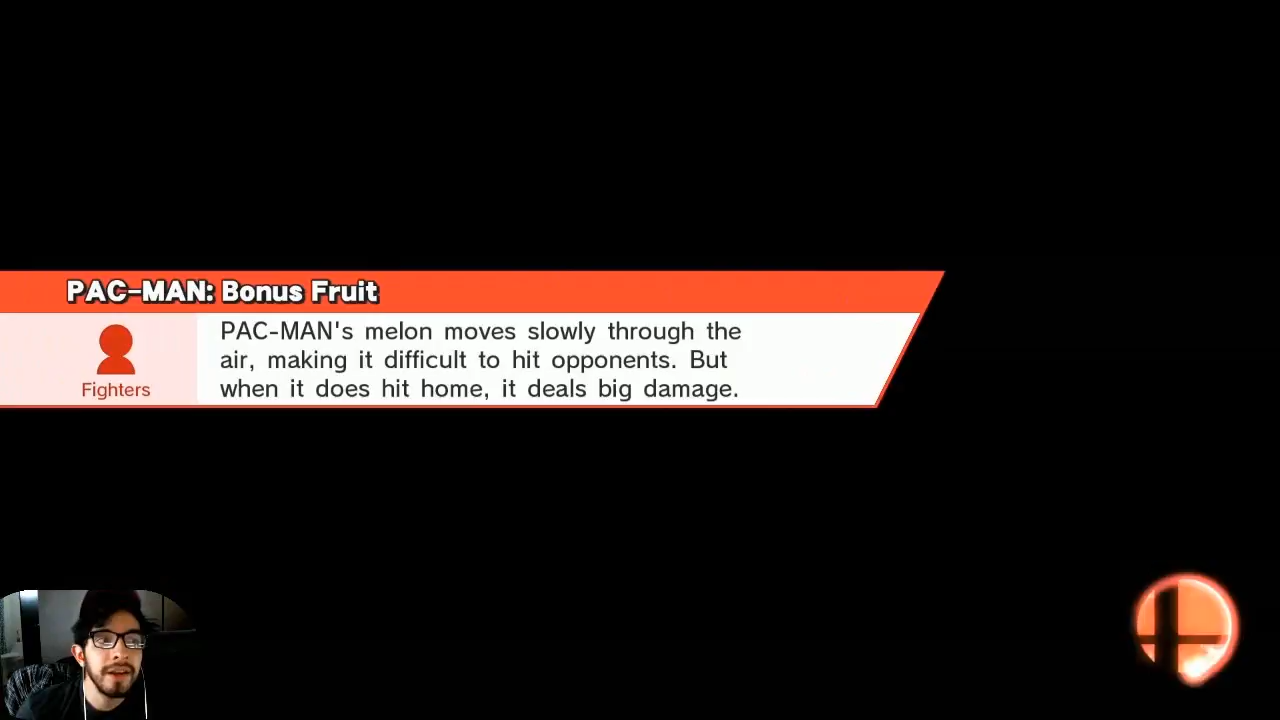 PAC-MAN: Bonus Fruit
PAC-MAN's melon moves slowly through the
air, making it difficult to hit opponents. But
when it does hit home, it deals big damage.
Fighters